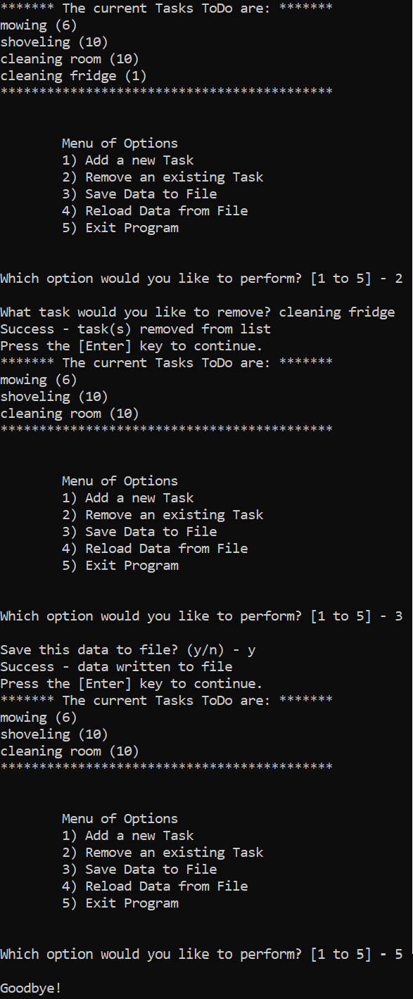 ******* The current Tasks ToDo are: *******
mowing (6)
shoveling (10)
cleaning room (10)
cleaning fridge (1)
*******************************************
Menu of Options
1) Add a new Task
2) Remove an existing Task
3) Save Data to File
4) Reload Data from File
5) Exit Program
Which option would you like to perform? [1 to 5] - 2
What task would you like to remove? cleaning fridge
Success - task(s) removed from list
Press the [Enter] key to continue.
******* The current Tasks ToDo are: *******
mowing (6)
shoveling (10)
cleaning room (10)
*******************************************
Menu of Options
1) Add a new Task
2) Remove an existing Task
3) Save Data to File
4) Reload Data from File
5) Exit Program
Which option would you like to perform? [1 to 5] - 3
Save this data to file? (y/n) - y
Success - data written to file
Press the [Enter] key to continue.
******* The current Tasks ToDo are: *******
mowing (6)
shoveling (10)
cleaning room (10)
*******************************************
Menu of Options
1) Add a new Task
2) Remove an existing Task
3) Save Data to File
4) Reload Data from File
5) Exit Program
Which option would you like to perform? [1 to 5] - 5
Goodbye!